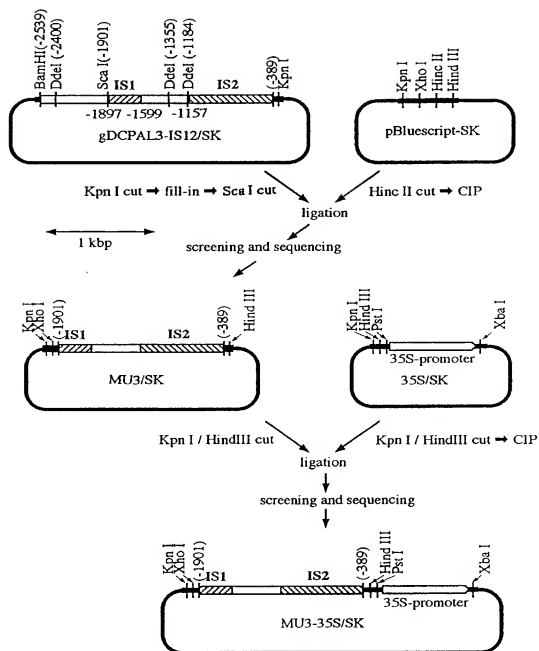 BamHI(-2539)
DdeI (-2400)
Sca I(-1901)
DdeI (-1355)
DdeI (-1184)
(-389)
Kpn I
IS1
IS2
-1897
-1599
-1157
gDCPAL3-IS12/SK
Kpn I
Xho I
Hinc II
Hind III
pBluescript-SK
Kpn I cut → fill-in → Sca I cut
Hinc II cut → CIP
ligation
1 kbp
screening and sequencing
Kpn I
Xho I
(-1901)
IS1
IS2
(-389)
Hind III
MU3/SK
Kpn I
Hind III
Pst I
Xba I
35S-promoter
35S/SK
Kpn I / HindIII cut
Kpn I / HindIII cut → CIP
ligation
screening and sequencing
Kpn I
Xho I
(-1901)
IS1
IS2
(-389)
Hind III
Pst I
Xba I
35S-promoter
MU3-35S/SK